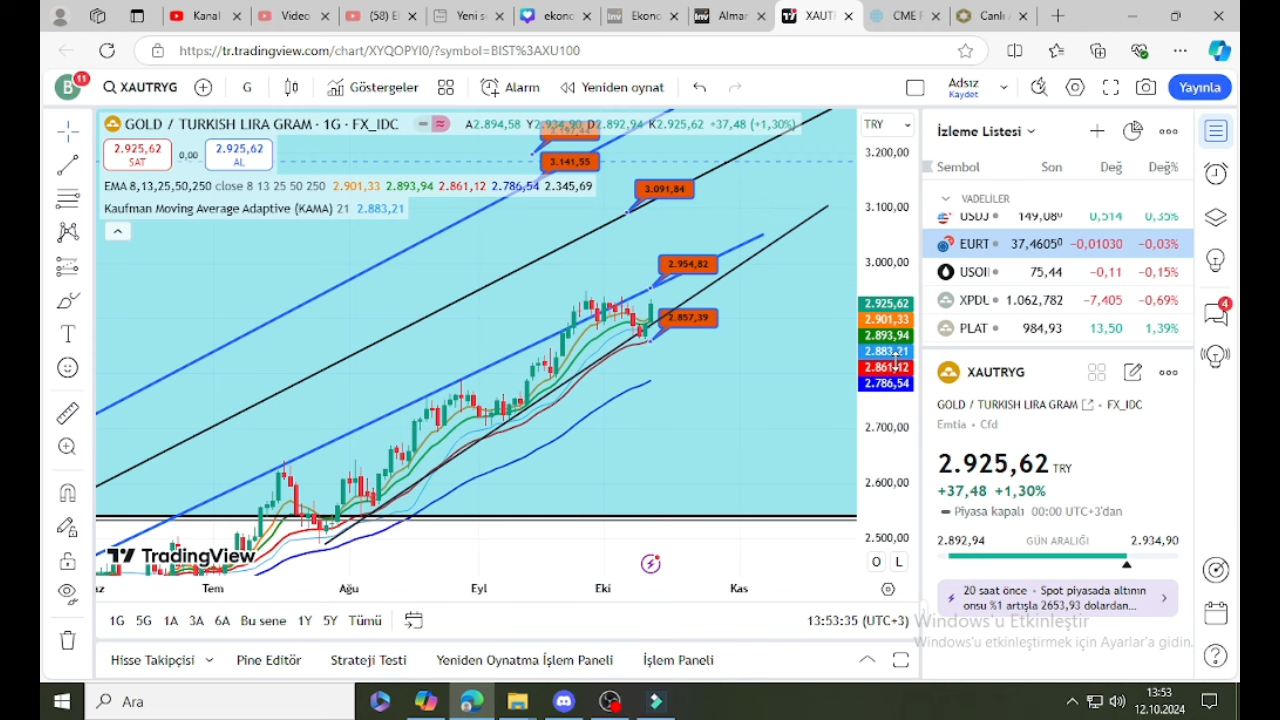 Kanal
Video
(58) E
Yeni s
ekono
Ekono
Almar
XAUT
CME F
Canlı A
https://tr.tradingview.com/chart/XYQOPYI0/?symbol=BIST%3AXU100
B
11
XAUTRYG
G
Göstergeler
Alarm
Yeniden oynat
Adsız
Kaydet
Yayınla
GOLD / TURKISH LIRA GRAM · 1G · FX_IDC
A2.894,58 Y2.934,90 D2.892,94 K2.925,62 +37,48 (+1,30%)
2.925,62
SAT
0,00
2.925,62
AL
EMA 8,13,25,50,250 close 8 13 25 50 250 2.901,33 2.893,94 2.861,12 2.786,54 2.345,69
Kaufman Moving Average Adaptive (KAMA) 21 2.883,21
3.141,55
3.091,84
2.954,82
2.857,39
TRY
3.200,00
3.100,00
3.000,00
2.925,62
2.901,33
2.893,94
2.883,21
2.861,12
2.786,54
2.700,00
2.600,00
2.500,00
O L
TradingView
az Tem Ağu Eyl Eki Kas
1G 5G 1A 3A 6A Bu sene 1Y 5Y Tümü
13:53:35 (UTC+3)
Hisse Takipçisi Pine Editör Strateji Testi Yeniden Oynatma İşlem Paneli İşlem Paneli
İzleme Listesi
Sembol Son Değ Değ%
VADELİLER
USDJ 149,080 0,514 0,35%
EURT 37,4605⁰ −0,01030 −0,03%
USOI 75,44 −0,11 −0,15%
XPDU 1.062,782 −7,405 −0,69%
PLAT 984,93 13,50 1,39%
4
XAUTRYG
GOLD / TURKISH LIRA GRAM · FX_IDC
Emtia · Cfd
2.925,62 TRY
+37,48 +1,30%
Piyasa kapalı 00:00 UTC+3'dan
2.892,94 GÜN ARALIĞI 2.934,90
20 saat önce · Spot piyasada altının
onsu %1 artışla 2653,93 dolardan...
Windows'u Etkinleştir
Windows'u etkinleştirmek için Ayarlar'a gidin.
Ara
13:53
12.10.2024